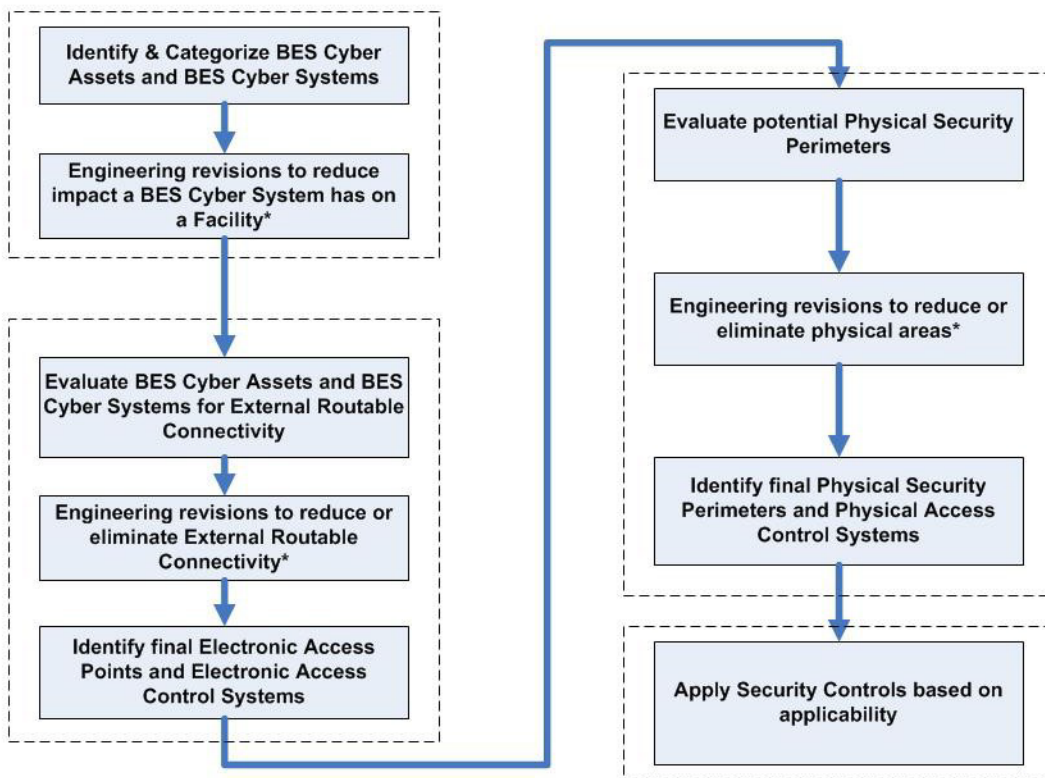 Identify & Categorize BES Cyber
Assets and BES Cyber Systems
Engineering revisions to reduce
impact a BES Cyber System has on
a Facility*
Evaluate BES Cyber Assets and BES
Cyber Systems for External Routable
Connectivity
Engineering revisions to reduce or
eliminate External Routable
Connectivity*
Identify final Electronic Access
Points and Electronic Access
Control Systems
Evaluate potential Physical Security
Perimeters
Engineering revisions to reduce or
eliminate physical areas*
Identify final Physical Security
Perimeters and Physical Access
Control Systems
Apply Security Controls based on
applicability